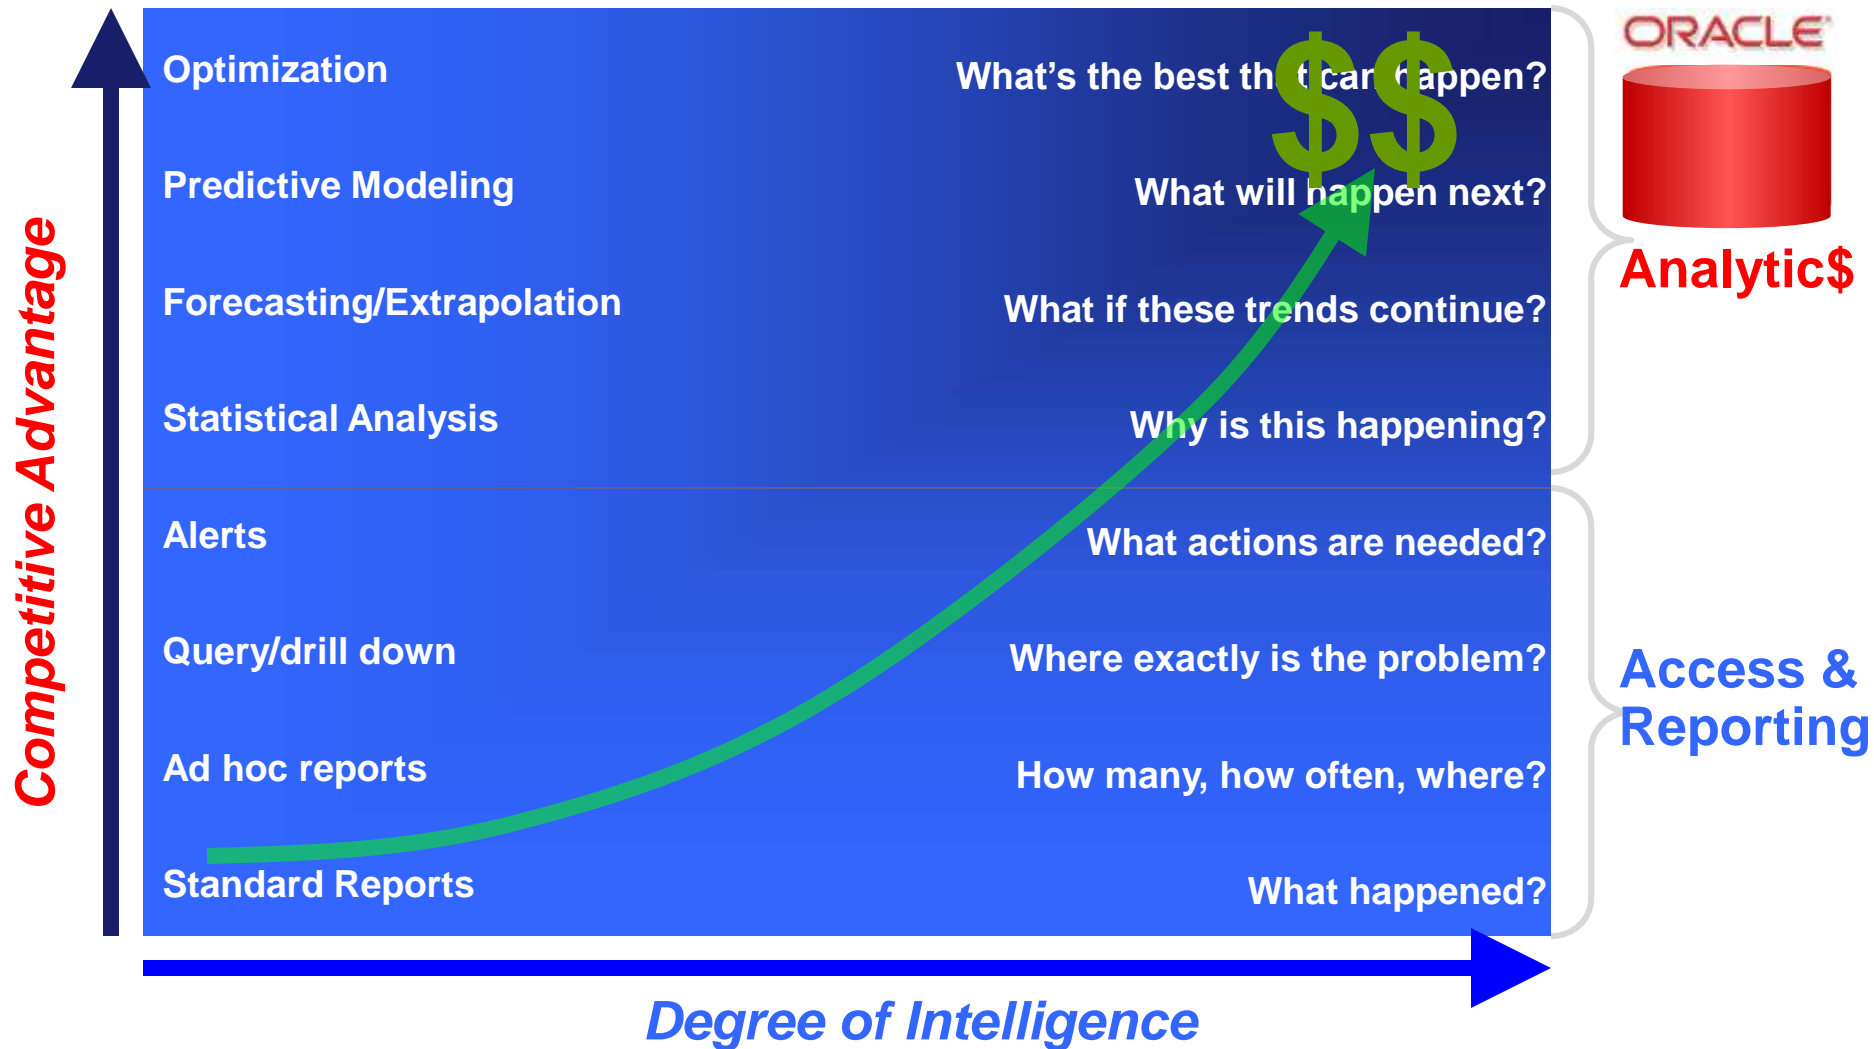 ORACLE
Optimization
What's the best that can happen?
$$
Predictive Modeling
What will happen next?
Analytic$
Forecasting/Extrapolation
What if these trends continue?
Statistical Analysis
Why is this happening?
Competitive Advantage
Alerts
What actions are needed?
Query/drill down
Where exactly is the problem?
Access &
Reporting
Ad hoc reports
How many, how often, where?
Standard Reports
What happened?
Degree of Intelligence